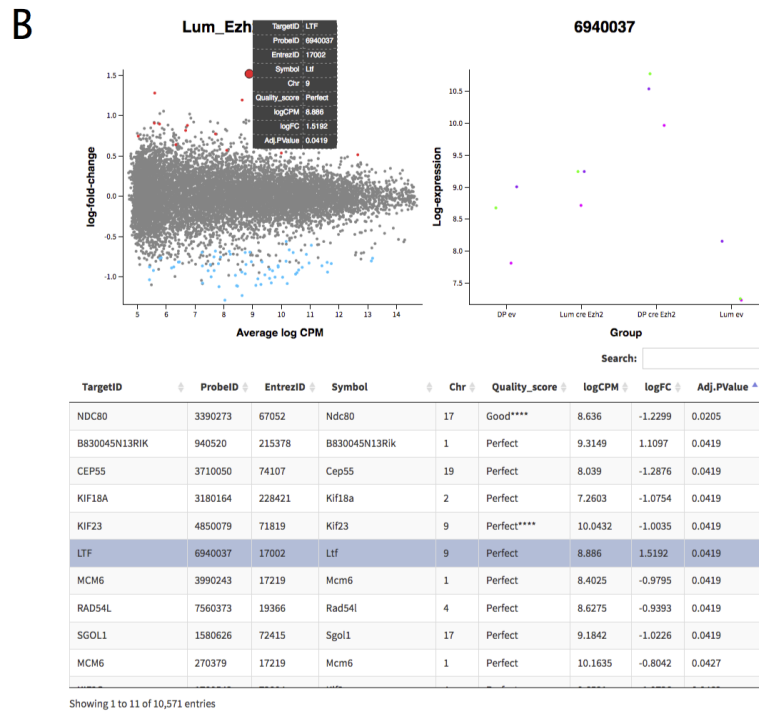 B
Lum_Ezh
6940037
TargetID LTF
ProbeID 6940037
EntrezID 17002
Symbol Ltf
Chr 9
Quality_score Perfect
logCPM 8.886
logFC 1.5192
Adj.PValue 0.0419
log-fold-change
1.5
1.0
0.5
0.0
-0.5
-1.0
5 6 7 8 9 10 11 12 13 14
Average log CPM
Log-expression
10.5
10.0
9.5
9.0
8.5
8.0
7.5
DP ev Lum cre Ezh2 DP cre Ezh2 Lum ev
Group
Search:
TargetID ProbeID EntrezID Symbol Chr Quality_score logCPM logFC Adj.PValue
NDC80 3390273 67052 Ndc80 17 Good**** 8.636 -1.2299 0.0205
B830045N13RIK 940520 215378 B830045N13Rik 1 Perfect 9.3149 1.1097 0.0419
CEP55 3710050 74107 Cep55 19 Perfect 8.039 -1.2876 0.0419
KIF18A 3180164 228421 Kif18a 2 Perfect 7.2603 -1.0754 0.0419
KIF23 4850079 71819 Kif23 9 Perfect**** 10.0432 -1.0035 0.0419
LTF 6940037 17002 Ltf 9 Perfect 8.886 1.5192 0.0419
MCM6 3990243 17219 Mcm6 1 Perfect 8.4025 -0.9795 0.0419
RAD54L 7560373 19366 Rad54l 4 Perfect 8.6275 -0.9393 0.0419
SGOL1 1580626 72415 Sgol1 17 Perfect 9.1842 -1.0226 0.0419
MCM6 270379 17219 Mcm6 1 Perfect 10.1635 -0.8042 0.0427
Showing 1 to 11 of 10,571 entries